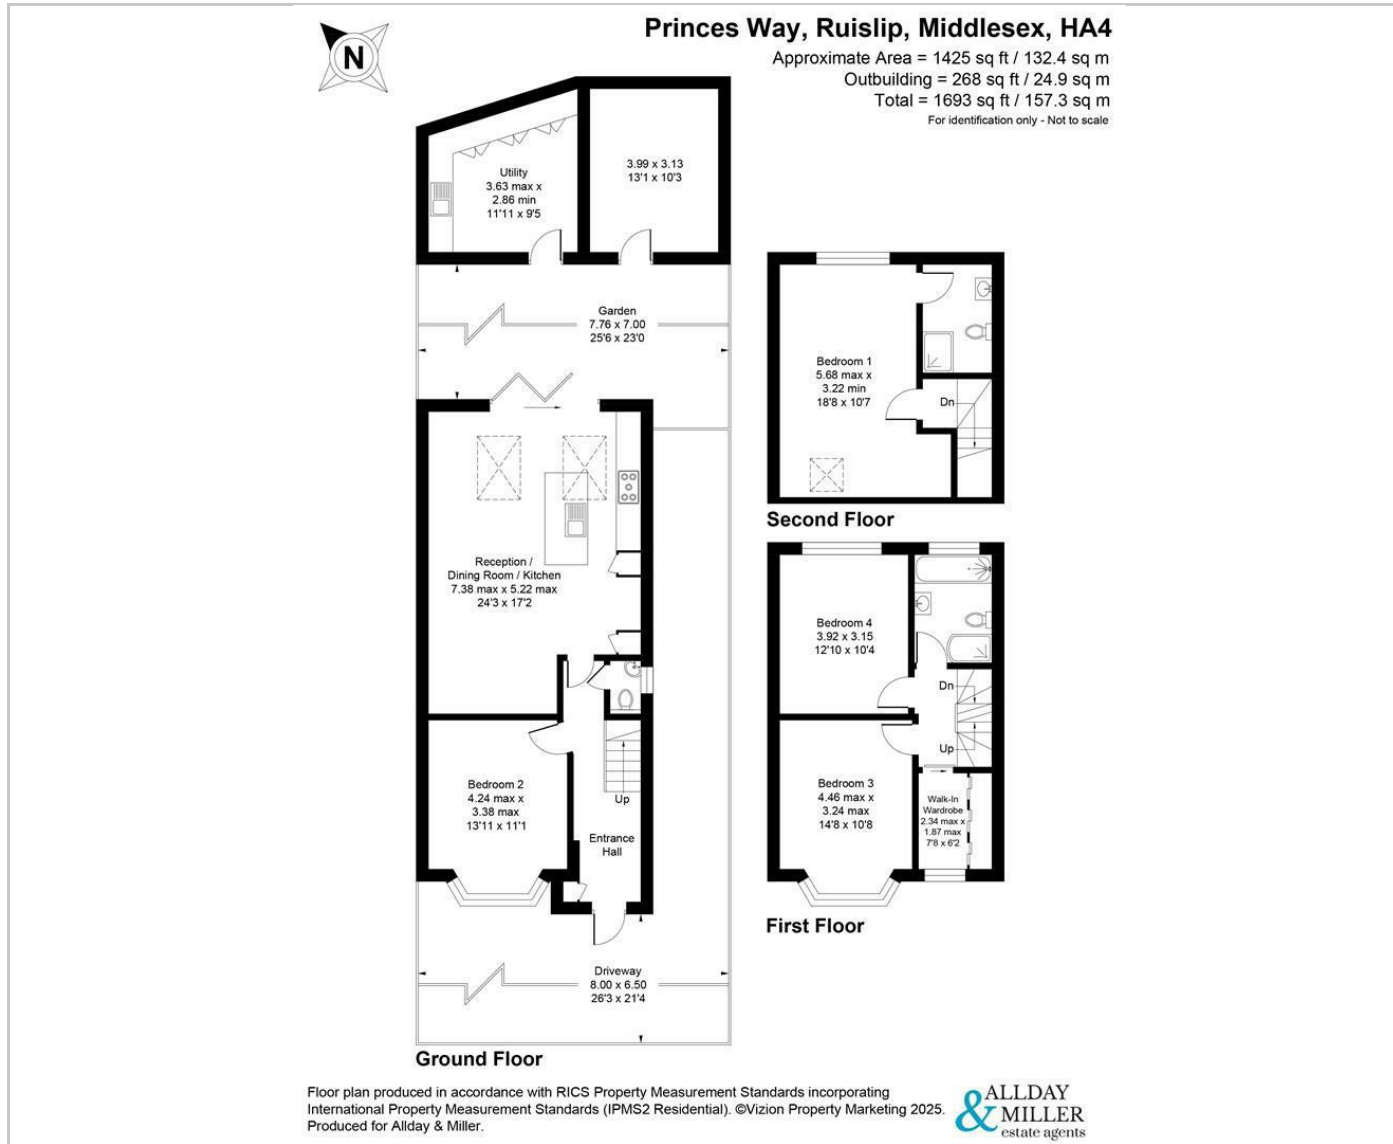 Princes Way, Ruislip, Middlesex, HA4
Approximate Area = 1425 sq ft / 132.4 sq m
Outbuilding = 268 sq ft / 24.9 sq m
Total = 1693 sq ft / 157.3 sq m
For identification only - Not to scale
N
Utility
3.63 max x
2.86 min
11'11 x 9'5
3.99 x 3.13
13'1 x 10'3
Garden
7.76 x 7.00
25'6 x 23'0
Reception /
Dining Room / Kitchen
7.38 max x 5.22 max
24'3 x 17'2
Bedroom 2
4.24 max x
3.38 max
13'11 x 11'1
Up
Entrance
Hall
Driveway
8.00 x 6.50
26'3 x 21'4
Ground Floor
Bedroom 1
5.68 max x
3.22 min
18'8 x 10'7
Dn
Second Floor
Bedroom 4
3.92 x 3.15
12'10 x 10'4
Dn
Up
Bedroom 3
4.46 max x
3.24 max
14'8 x 10'8
Walk-In
Wardrobe
2.34 max x
1.87 max
7'8 x 6'2
First Floor
Floor plan produced in accordance with RICS Property Measurement Standards incorporating
International Property Measurement Standards (IPMS2 Residential). ©Vizion Property Marketing 2025.
Produced for Allday & Miller.
ALLDAY
& MILLER
estate agents